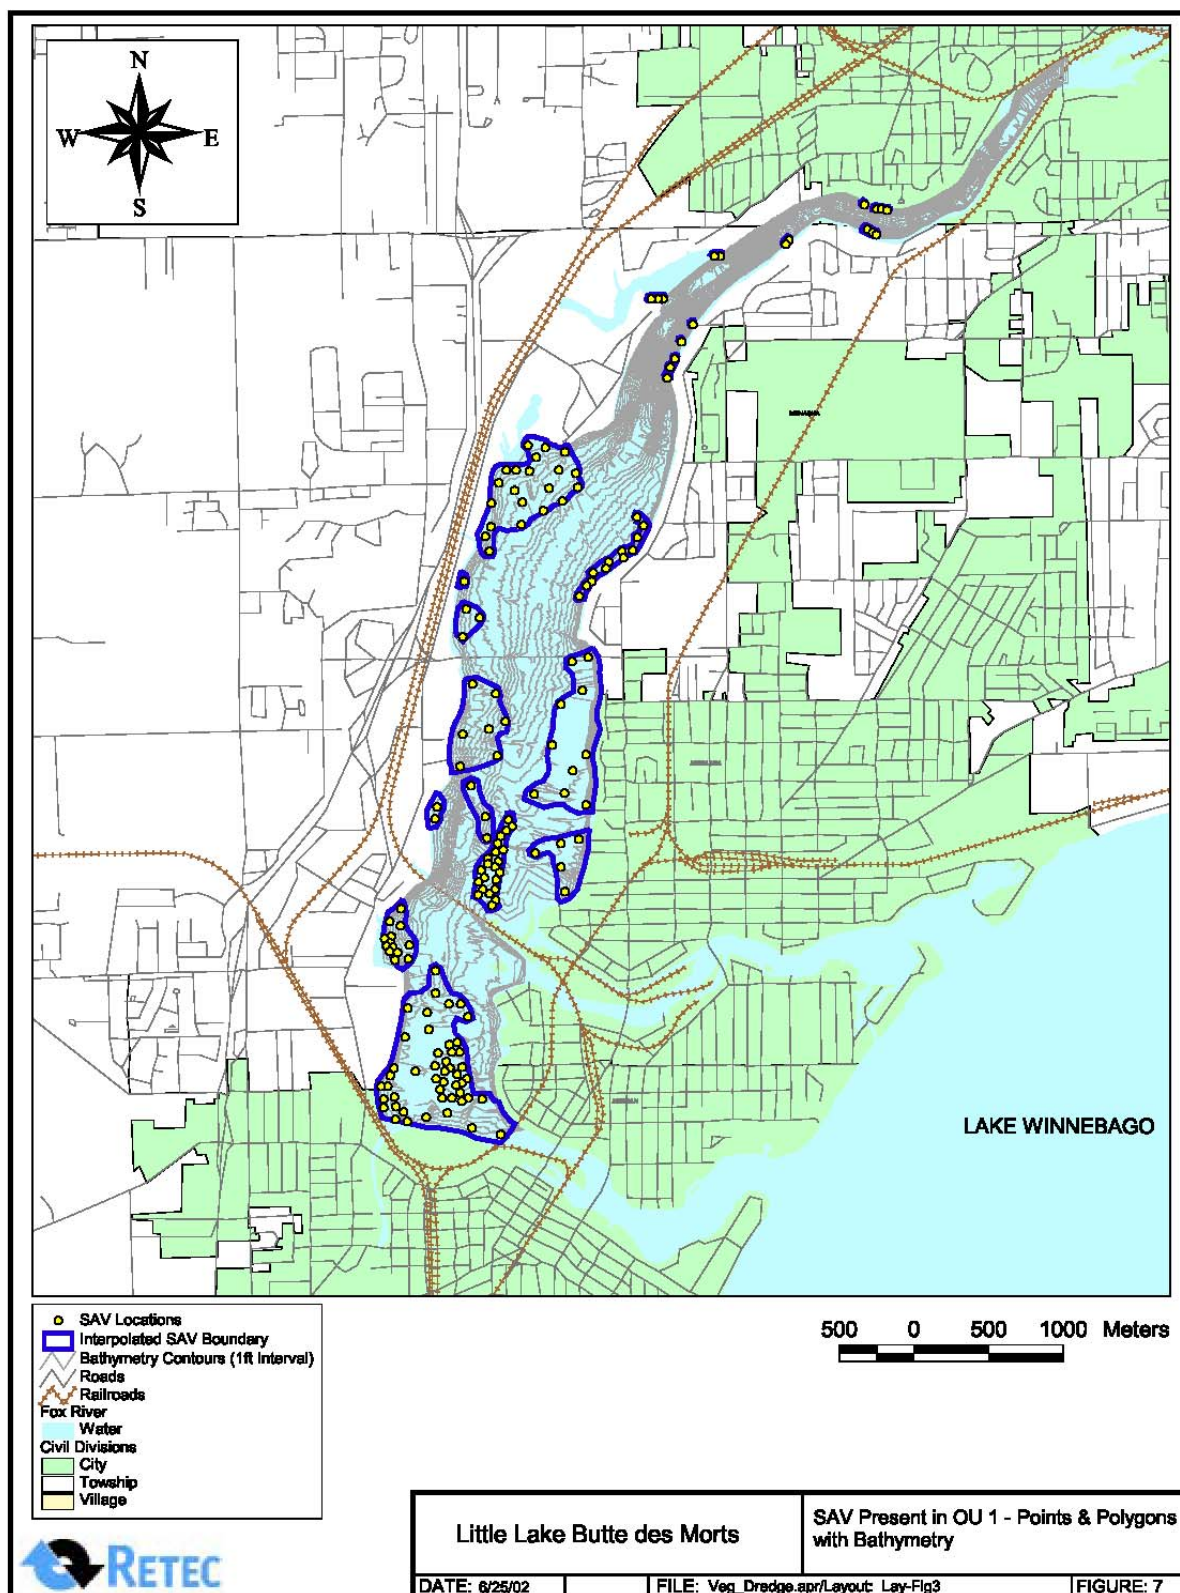 N
W E
S
LAKE WINNEBAGO
SAV Locations
Interpolated SAV Boundary
Bathymetry Contours (1ft Interval)
Roads
Railroads
Fox River
Water
Civil Divisions
City
Towship
Village
500 0 500 1000 Meters
RETEC
Little Lake Butte des Morts
SAV Present in OU 1 - Points & Polygons
with Bathymetry
DATE: 6/25/02
FILE: Veg_Dredge.apr/Layout: Lay-Fig3
FIGURE: 7